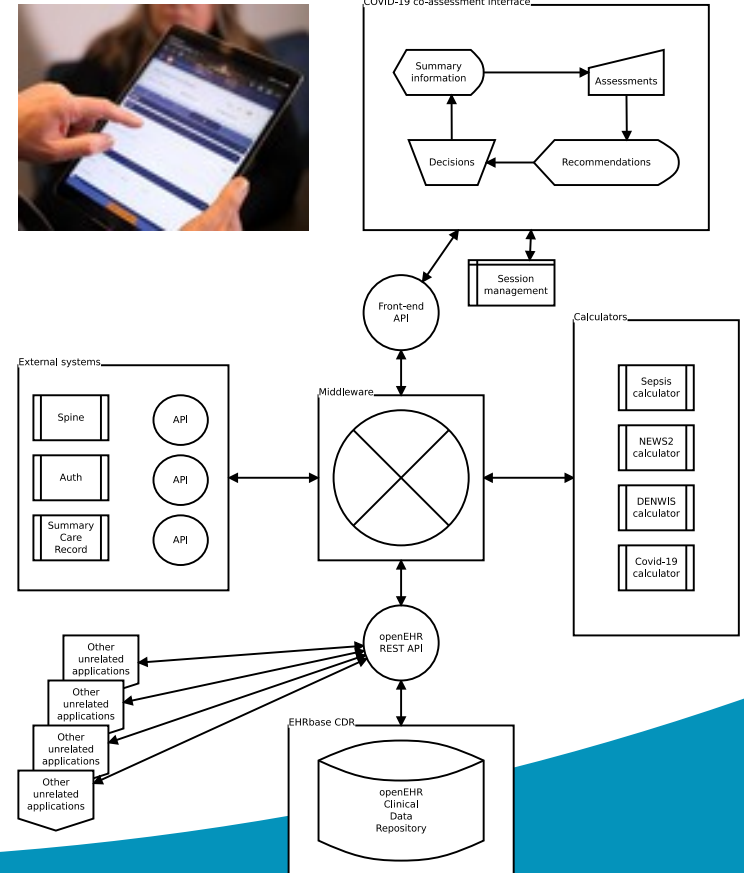 COVID-19 co-assessment interface
Summary
information
Assessments
Decisions
Recommendations
Session
management
Front-end
API
Calculators
Sepsis
calculator
NEWS2
calculator
DENWIS
calculator
Covid-19
calculator
External systems
Spine
API
Auth
API
Summary
Care
Record
API
Middleware
openEHR
REST API
Other
unrelated
applications
Other
unrelated
applications
Other
unrelated
applications
Other
unrelated
applications
EHRbase CDR
openEHR
Clinical
Data
Repository